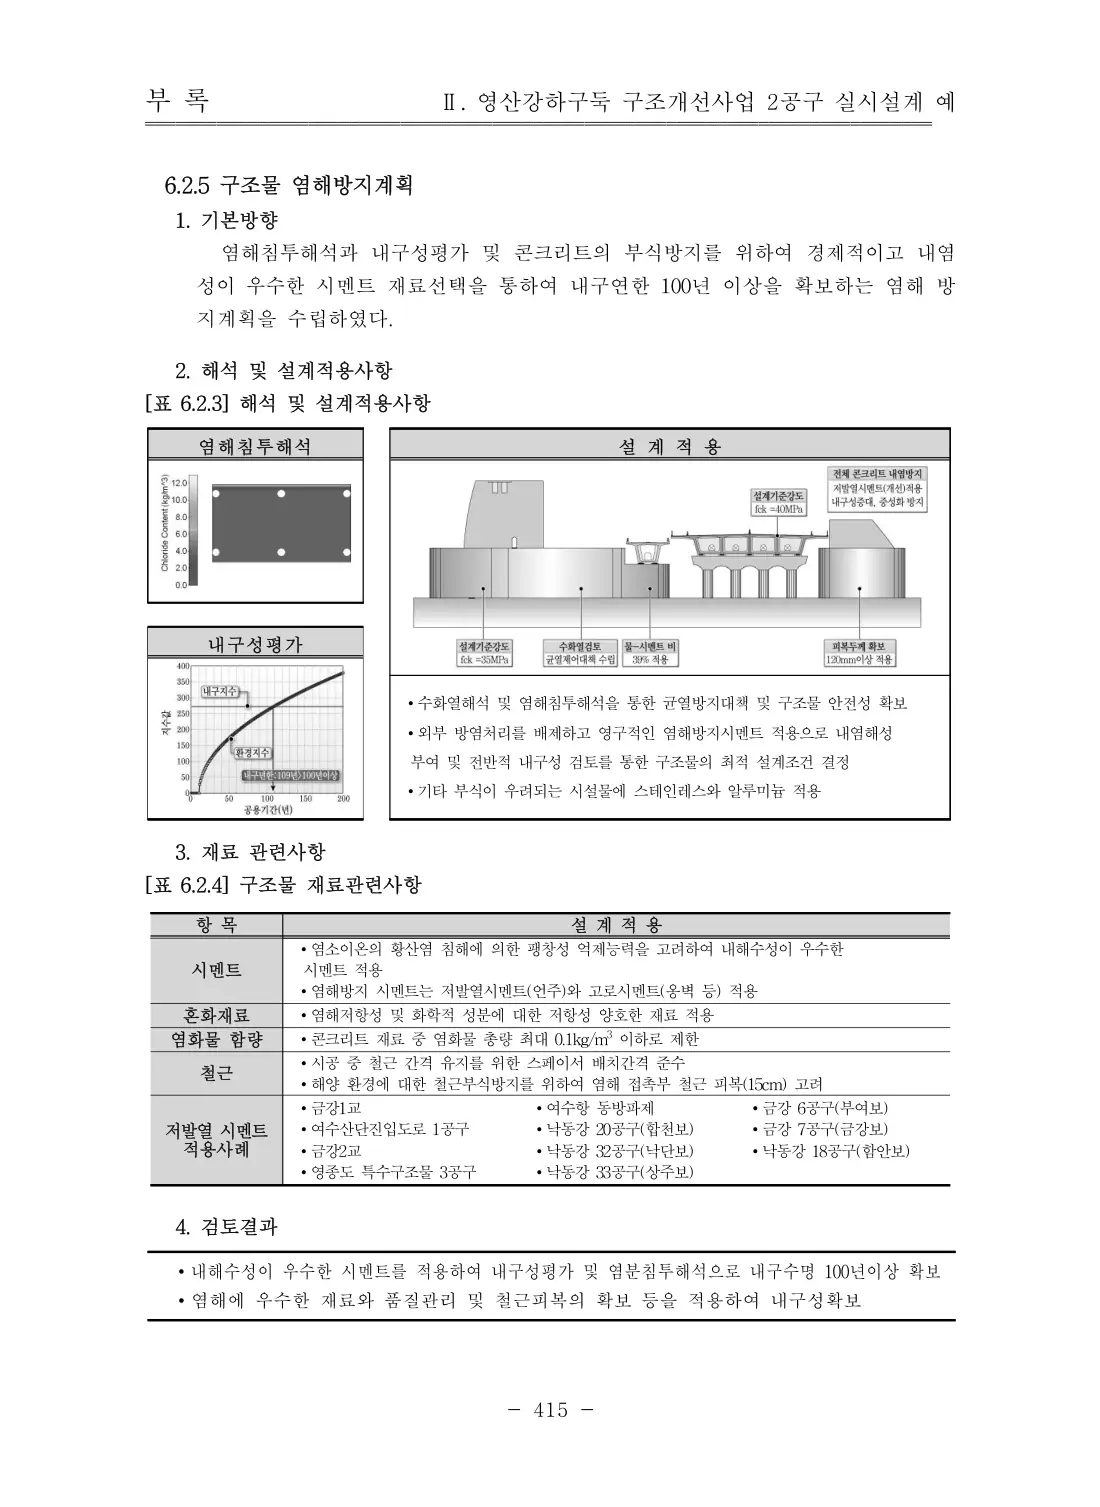 부 록
Ⅱ. 영산강하구둑 구조개선사업 2공구 실시설계 예
6.2.5 구조물 염해방지계획
1. 기본방향
염해침투해석과 내구성평가 및 콘크리트의 부식방지를 위하여 경제적이고 내염
성이 우수한 시멘트 재료선택을 통하여 내구연한 100년 이상을 확보하는 염해 방
지계획을 수립하였다.
2. 해석 및 설계적용사항
[표 6.2.3] 해석 및 설계적용사항
염해침투해석
Chloride Content (kg/m^3)
12.0
10.0
8.0
6.0
4.0
2.0
0.0
내구성평가
지수값
400
350
300
250
200
150
100
50
0
내구지수
환경지수
내구년한:109년〉100년이상
0 50 100 150 200
공용기간(년)
설 계 적 용
전체 콘크리트 내염방지
저발열시멘트(개선)적용
내구성증대, 중성화 방지
설계기준강도
fck =40MPa
설계기준강도
fck =35MPa
수화열검토
균열제어대책 수립
물-시멘트 비
39% 적용
피복두께 확보
120mm이상 적용
•수화열해석 및 염해침투해석을 통한 균열방지대책 및 구조물 안전성 확보
•외부 방염처리를 배제하고 영구적인 염해방지시멘트 적용으로 내염해성
부여 및 전반적 내구성 검토를 통한 구조물의 최적 설계조건 결정
•기타 부식이 우려되는 시설물에 스테인레스와 알루미늄 적용
3. 재료 관련사항
[표 6.2.4] 구조물 재료관련사항
항 목 설 계 적 용
시멘트
•염소이온의 황산염 침해에 의한 팽창성 억제능력을 고려하여 내해수성이 우수한
시멘트 적용
•염해방지 시멘트는 저발열시멘트(언주)와 고로시멘트(옹벽 등) 적용
혼화재료 •염해저항성 및 화학적 성분에 대한 저항성 양호한 재료 적용
염화물 함량 •콘크리트 재료 중 염화물 총량 최대 0.1kg/m³ 이하로 제한
철근
•시공 중 철근 간격 유지를 위한 스페이서 배치간격 준수
•해양 환경에 대한 철근부식방지를 위하여 염해 접촉부 철근 피복(15cm) 고려
저발열 시멘트
적용사례
•금강1교 •여수항 동방파제 •금강 6공구(부여보)
•여수산단진입도로 1공구 •낙동강 20공구(합천보) •금강 7공구(금강보)
•금강2교 •낙동강 32공구(낙단보) •낙동강 18공구(함안보)
•영종도 특수구조물 3공구 •낙동강 33공구(상주보)
4. 검토결과
•내해수성이 우수한 시멘트를 적용하여 내구성평가 및 염분침투해석으로 내구수명 100년이상 확보
•염해에 우수한 재료와 품질관리 및 철근피복의 확보 등을 적용하여 내구성확보
- 415 -